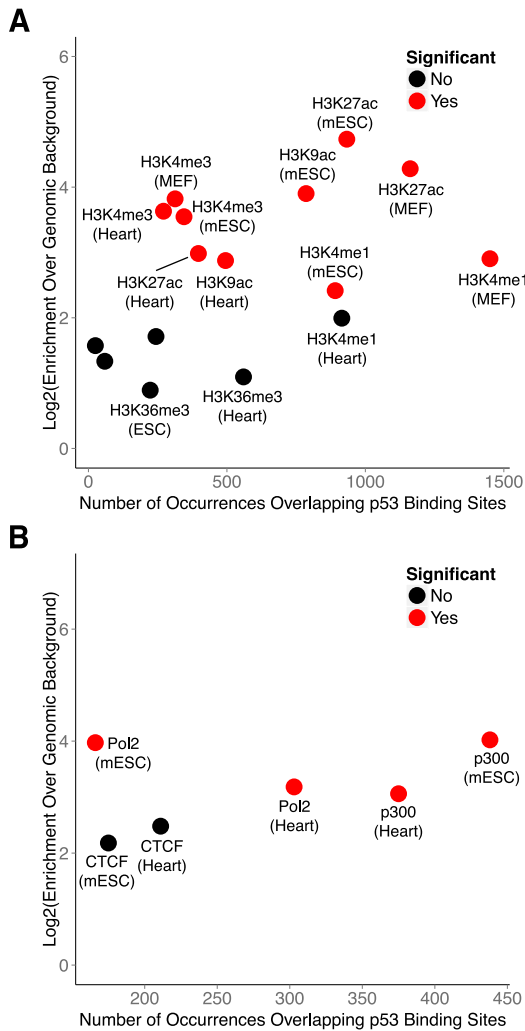 A
6
4
2
0
Log2(Enrichment Over Genomic Background)
Significant
No
Yes
H3K27ac
(mESC)
H3K9ac
(mESC)
H3K27ac
(MEF)
H3K4me3
(MEF)
H3K4me3
(Heart)
H3K4me3
(mESC)
H3K27ac
(Heart)
H3K9ac
(Heart)
H3K4me1
(mESC)
H3K4me1
(MEF)
H3K4me1
(Heart)
H3K36me3
(ESC)
H3K36me3
(Heart)
0 500 1000 1500
Number of Occurrences Overlapping p53 Binding Sites
B
6
4
2
0
Log2(Enrichment Over Genomic Background)
Significant
No
Yes
Pol2
(mESC)
p300
(mESC)
Pol2
(Heart)
p300
(Heart)
CTCF
(mESC)
CTCF
(Heart)
200 250 300 350 400 450
Number of Occurrences Overlapping p53 Binding Sites